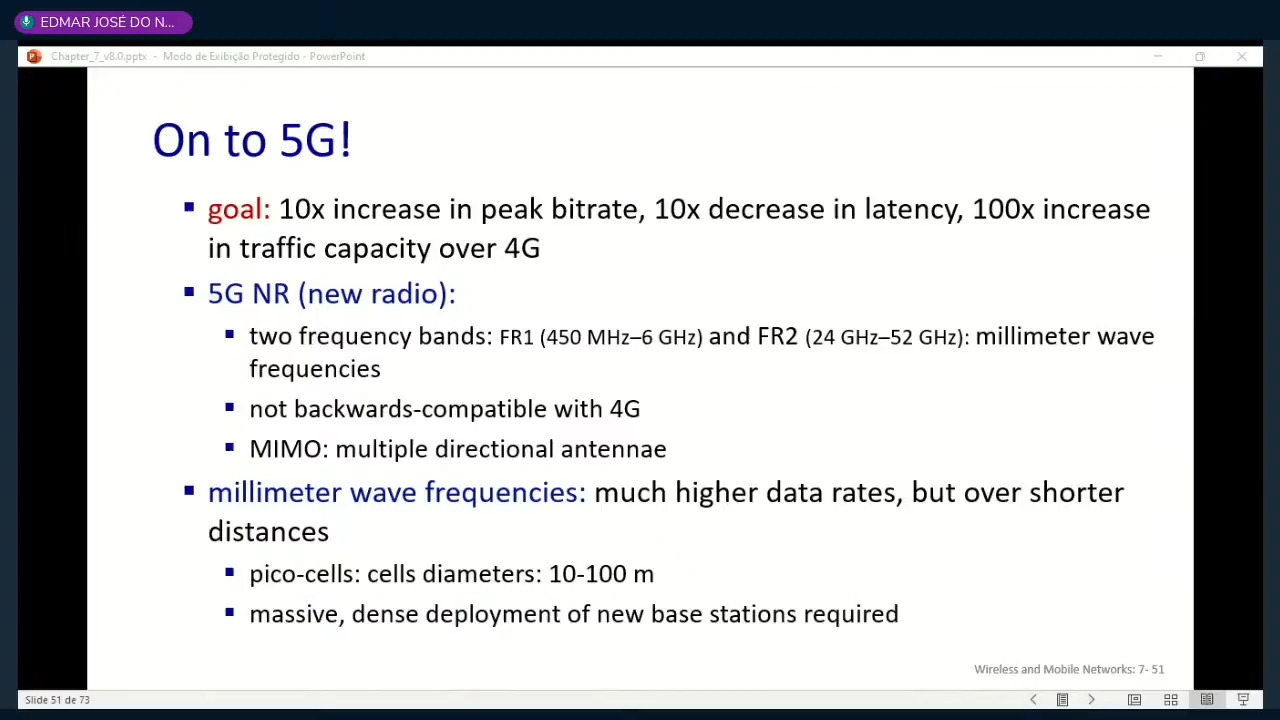 EDMAR JOSÉ DO N...
Chapter_7_v8.0.pptx - Modo de Exibição Protegido - PowerPoint
On to 5G!
goal: 10x increase in peak bitrate, 10x decrease in latency, 100x increase
in traffic capacity over 4G
5G NR (new radio):
two frequency bands: FR1 (450 MHz–6 GHz) and FR2 (24 GHz–52 GHz): millimeter wave
frequencies
not backwards-compatible with 4G
MIMO: multiple directional antennae
millimeter wave frequencies: much higher data rates, but over shorter
distances
pico-cells: cells diameters: 10-100 m
massive, dense deployment of new base stations required
Wireless and Mobile Networks: 7- 51
Slide 51 de 73